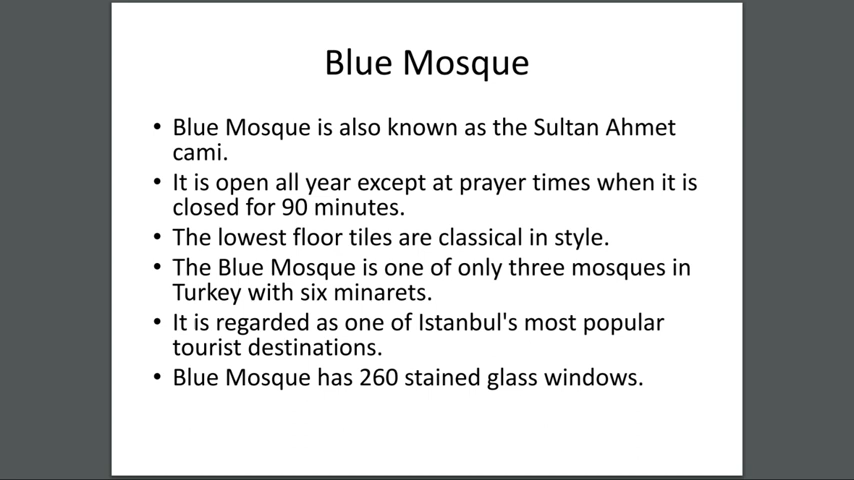 Blue Mosque
• Blue Mosque is also known as the Sultan Ahmet
cami.
• It is open all year except at prayer times when it is
closed for 90 minutes.
• The lowest floor tiles are classical in style.
• The Blue Mosque is one of only three mosques in
Turkey with six minarets.
• It is regarded as one of Istanbul's most popular
tourist destinations.
• Blue Mosque has 260 stained glass windows.